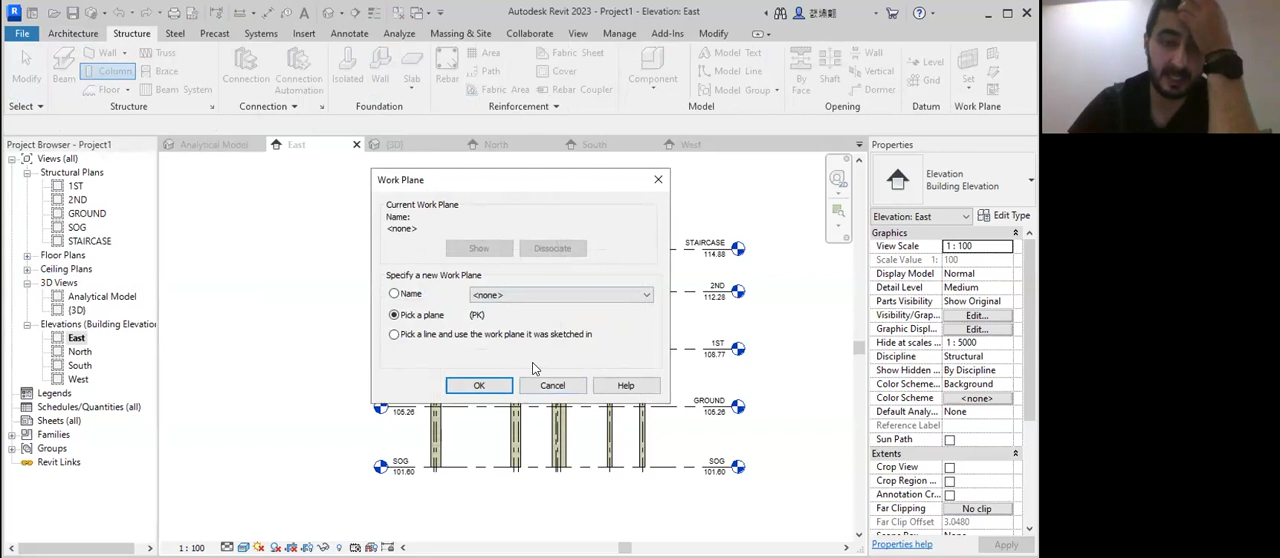 Autodesk Revit 2023 - Project1 - Elevation: East
File Architecture Structure Steel Precast Systems Insert Annotate Analyze Massing & Site Collaborate View Manage Add-Ins Modify
Modify Beam Wall Truss Connection Connection Automation Isolated Wall Slab Rebar Area Fabric Sheet Component Model Text By Face Shaft Wall Level Set
Column Brace Path Cover Model Line Vertical Grid
Floor Beam System Fabric Area Rebar Coupler Model Group Dormer
Select Structure Connection Foundation Reinforcement Model Opening Datum Work Plane
Project Browser - Project1
Views (all)
Structural Plans
1ST
2ND
GROUND
SOG
STAIRCASE
Floor Plans
Ceiling Plans
3D Views
Analytical Model
{3D}
Elevations (Building Elevatio
East
North
South
West
Legends
Schedules/Quantities (all)
Sheets (all)
Families
Groups
Revit Links
Analytical Model East {3D} North South West
Work Plane
Current Work Plane
Name:
<none>
Show Dissociate
Specify a new Work Plane
Name <none>
Pick a plane (PK)
Pick a line and use the work plane it was sketched in
OK Cancel Help
STAIRCASE
114.88
2ND
112.28
1ST
108.77
105.26
GROUND
105.26
SOG
101.60
SOG
101.60
1 : 100
Properties
Elevation
Building Elevation
Elevation: East Edit Type
Graphics
View Scale 1 : 100
Scale Value 1: 100
Display Model Normal
Detail Level Medium
Parts Visibility Show Original
Visibility/Grap... Edit...
Graphic Displ... Edit...
Hide at scales ... 1 : 5000
Discipline Structural
Show Hidden ... By Discipline
Color Scheme... Background
Color Scheme <none>
Default Analy... None
Reference Label
Sun Path
Extents
Crop View
Crop Region ...
Annotation Cr...
Far Clipping No clip
Far Clip Offset 3.0480
Properties help Apply